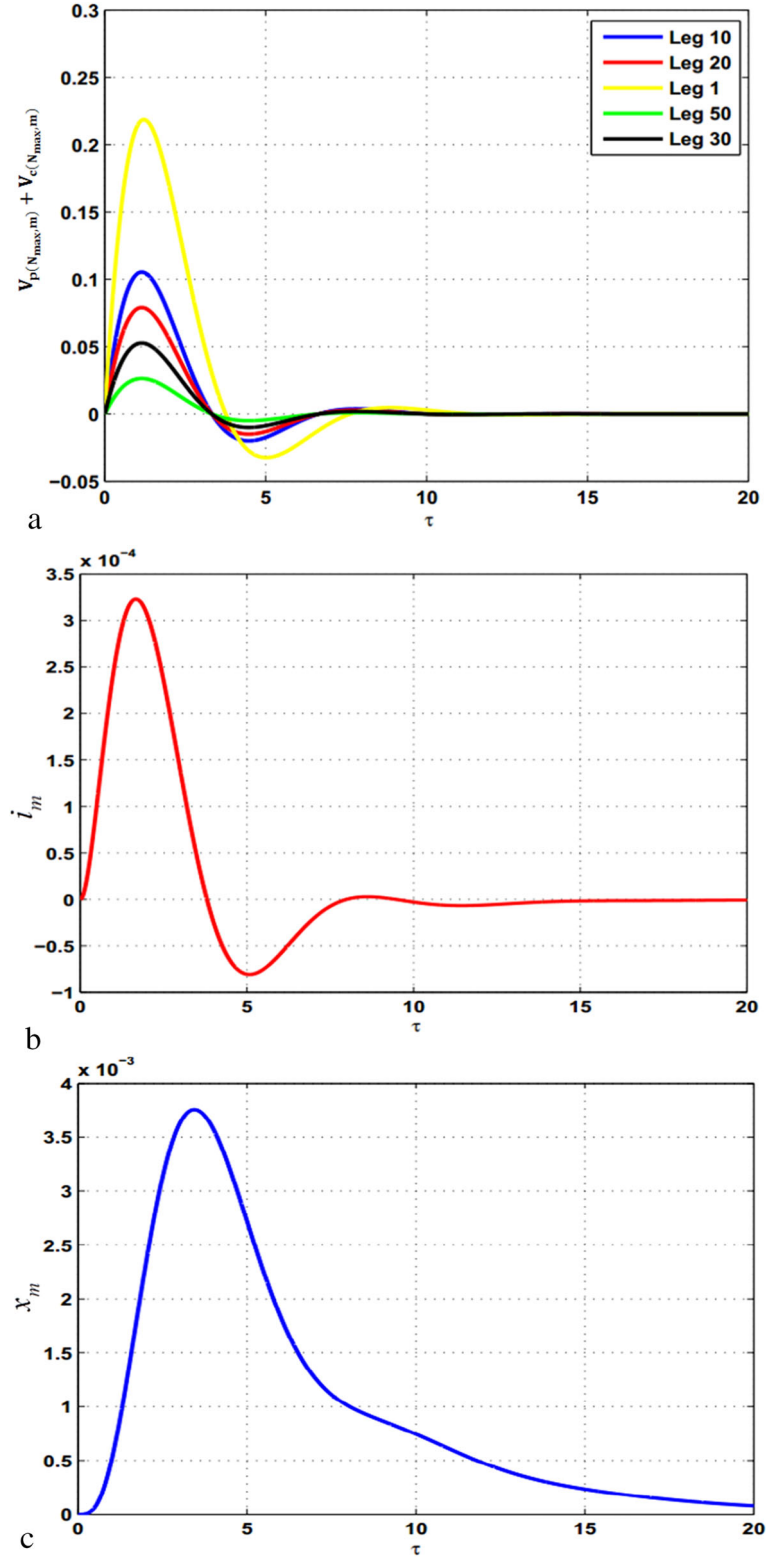 0.3
0.25
0.2
0.15
0.1
0.05
0
−0.05
V_p(N_max,m) + V_c(N_max,m)
Leg 10
Leg 20
Leg 1
Leg 50
Leg 30
0 5 10 15 20
τ
a
x 10^−4
3.5
3
2.5
2
1.5
1
0.5
0
−0.5
−1
i_m
0 5 10 15 20
τ
b
x 10^−3
4
3.5
3
2.5
2
1.5
1
0.5
0
x_m
0 5 10 15 20
τ
c